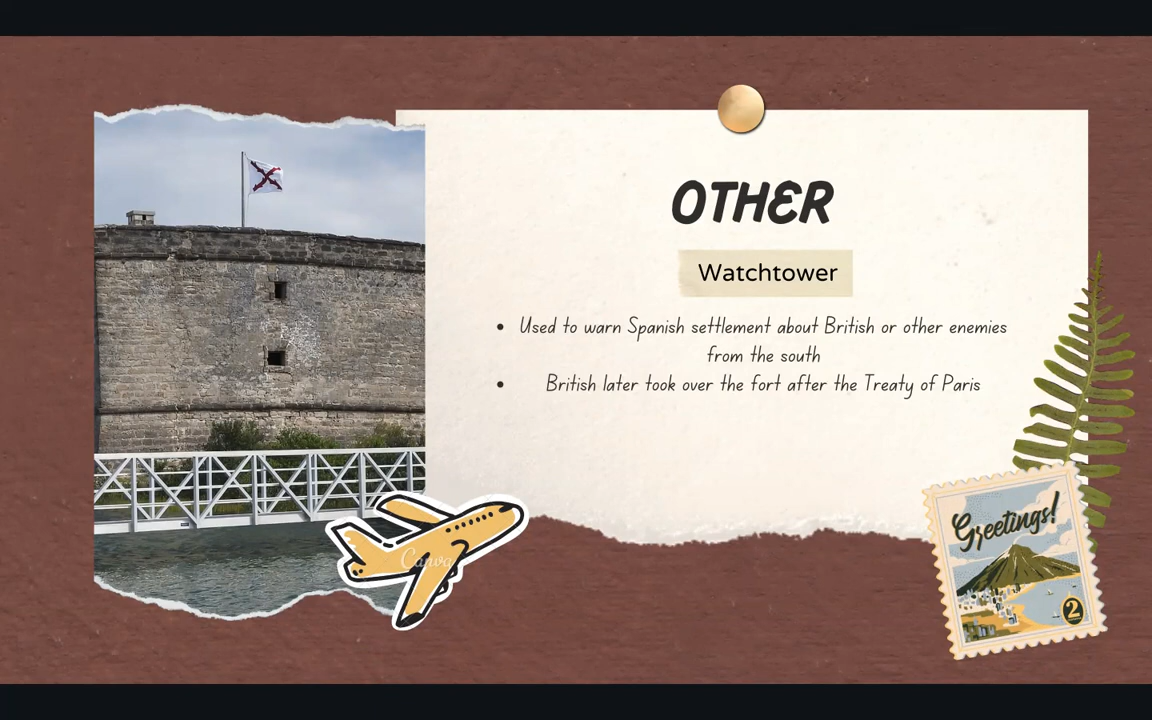 OTHER
Watchtower
• Used to warn Spanish settlement about British or other enemies
from the south
• British later took over the fort after the Treaty of Paris
Canva
Greetings!
2